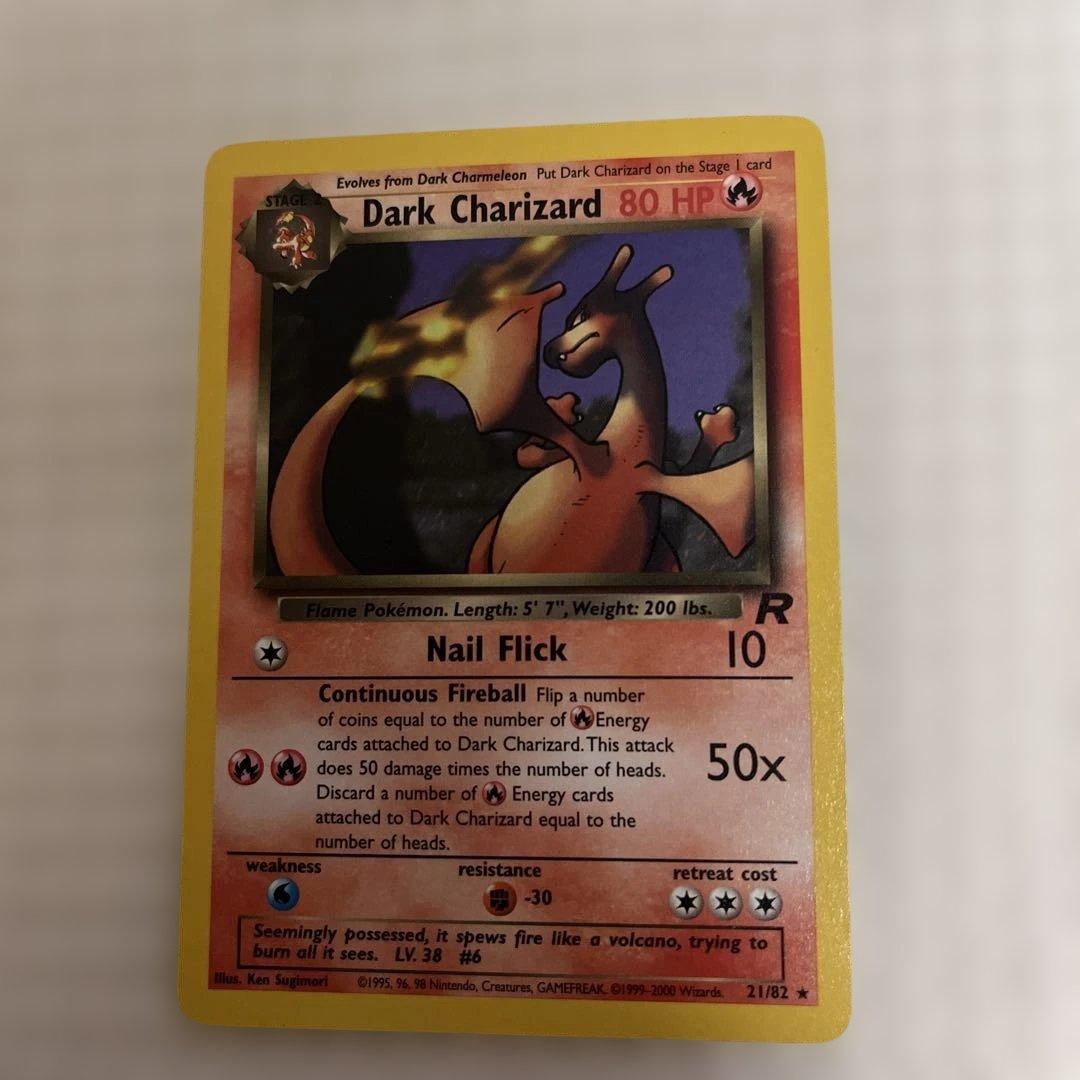 Evolves from Dark Charmeleon Put Dark Charizard on the Stage 1 card
STAGE 2
Dark Charizard 80 HP
Flame Pokémon. Length: 5' 7", Weight: 200 lbs.
R
Nail Flick 10
Continuous Fireball Flip a number
of coins equal to the number of Energy
cards attached to Dark Charizard. This attack
does 50 damage times the number of heads.
50x
Discard a number of Energy cards
attached to Dark Charizard equal to the
number of heads.
weakness resistance retreat cost
-30
Seemingly possessed, it spews fire like a volcano, trying to
burn all it sees. LV. 38 #6
Illus. Ken Sugimori ©1995, 96, 98 Nintendo, Creatures, GAMEFREAK. ©1999-2000 Wizards. 21/82 ★